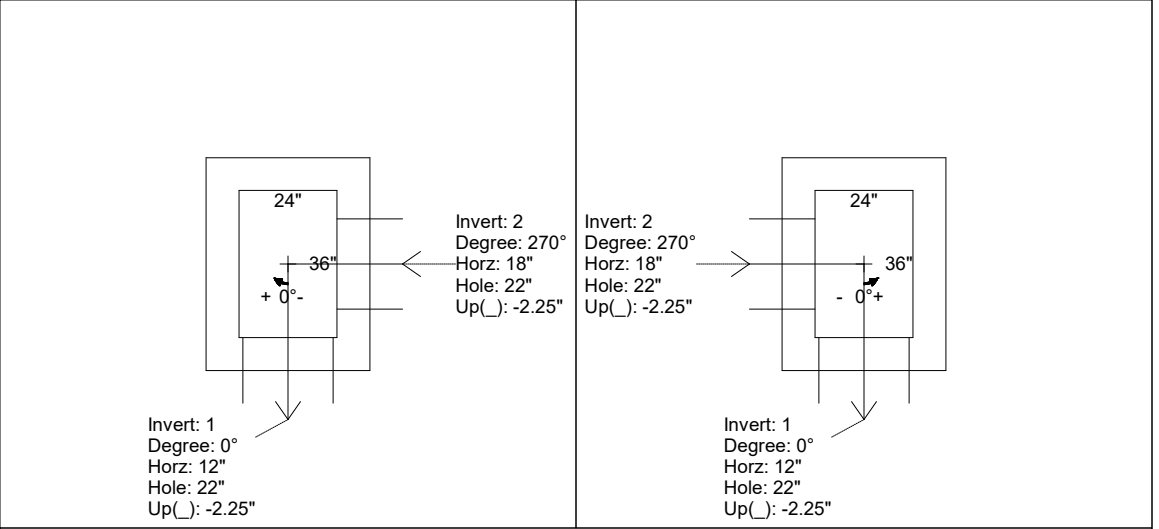 24"
36"
+ 0°-
Invert: 2
Degree: 270°
Horz: 18"
Hole: 22"
Up(_): -2.25"
Invert: 1
Degree: 0°
Horz: 12"
Hole: 22"
Up(_): -2.25"
Invert: 2
Degree: 270°
Horz: 18"
Hole: 22"
Up(_): -2.25"
24"
36"
- 0°+
Invert: 1
Degree: 0°
Horz: 12"
Hole: 22"
Up(_): -2.25"